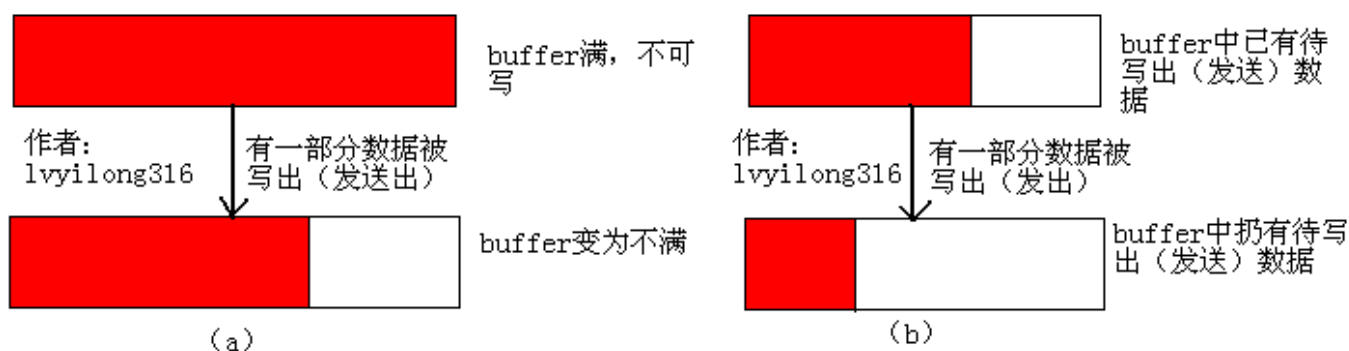 buffer满，不可
写
作者：
lvyilong316
有一部分数据被
写出（发送出）
buffer变为不满
（a）
buffer中已有待
写出（发送）数
据
作者：
lvyilong316
有一部分数据被
写出（发出）
buffer中扔有待写
出（发送）数据
（b）